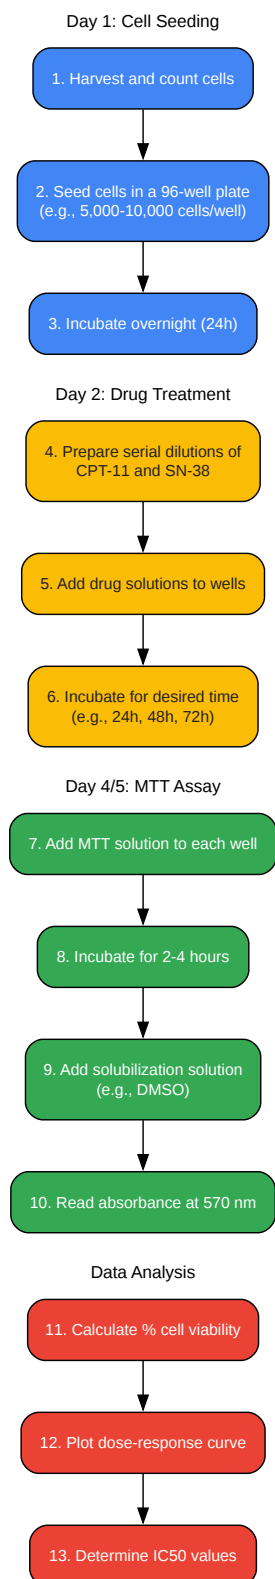 Day 1: Cell Seeding
1. Harvest and count cells
2. Seed cells in a 96-well plate
(e.g., 5,000-10,000 cells/well)
3. Incubate overnight (24h)
Day 2: Drug Treatment
4. Prepare serial dilutions of
CPT-11 and SN-38
5. Add drug solutions to wells
6. Incubate for desired time
(e.g., 24h, 48h, 72h)
Day 4/5: MTT Assay
7. Add MTT solution to each well
8. Incubate for 2-4 hours
9. Add solubilization solution
(e.g., DMSO)
10. Read absorbance at 570 nm
Data Analysis
11. Calculate % cell viability
12. Plot dose-response curve
13. Determine IC50 values